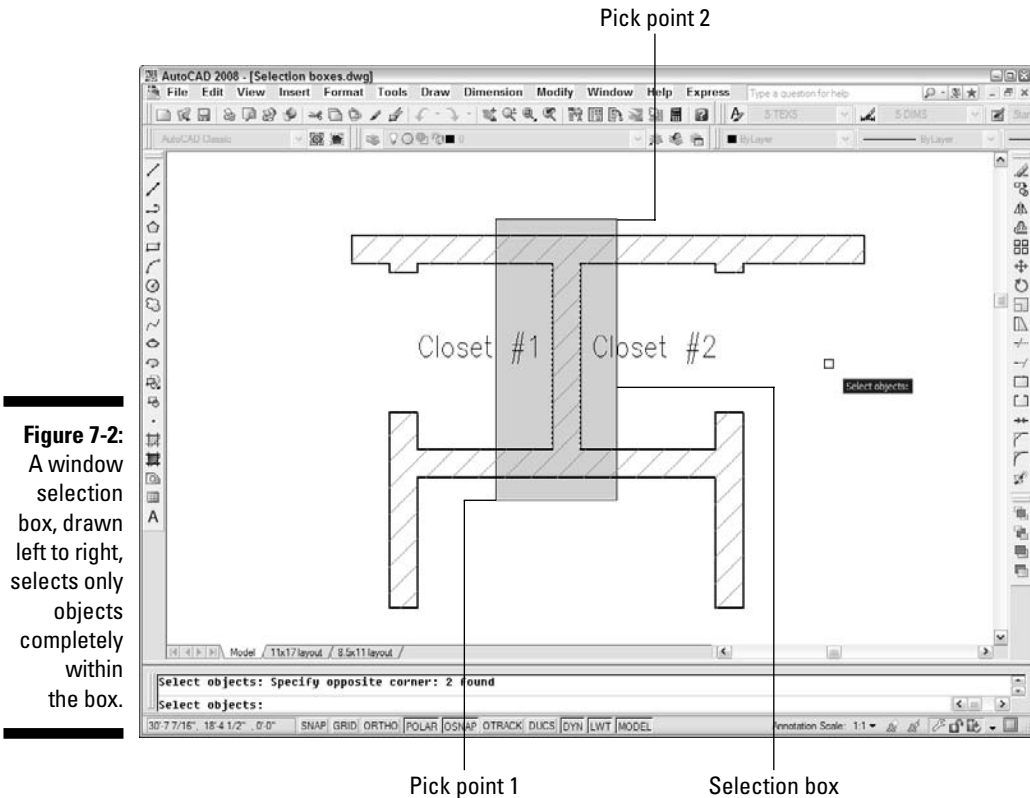 Pick point 2
AutoCAD 2008 - [Selection boxes.dwg]
File Edit View Insert Format Tools Draw Dimension Modify Window Help Express Type a question for help
AutoCAD Classic 0 ByLayer ByLayer
Closet #1 Closet #2
Select objects:
Figure 7-2:
A window
selection
box, drawn
left to right,
selects only
objects
completely
within
the box.
Model 11x17 layout 8.5x11 layout
Select objects: Specify opposite corner: 2 found
Select objects:
30'-7 7/16", 18'-4 1/2" , 0'-0" SNAP GRID ORTHO POLAR OSNAP OTRACK DUCS DYN LWT MODEL Annotation Scale: 1:1
Pick point 1 Selection box